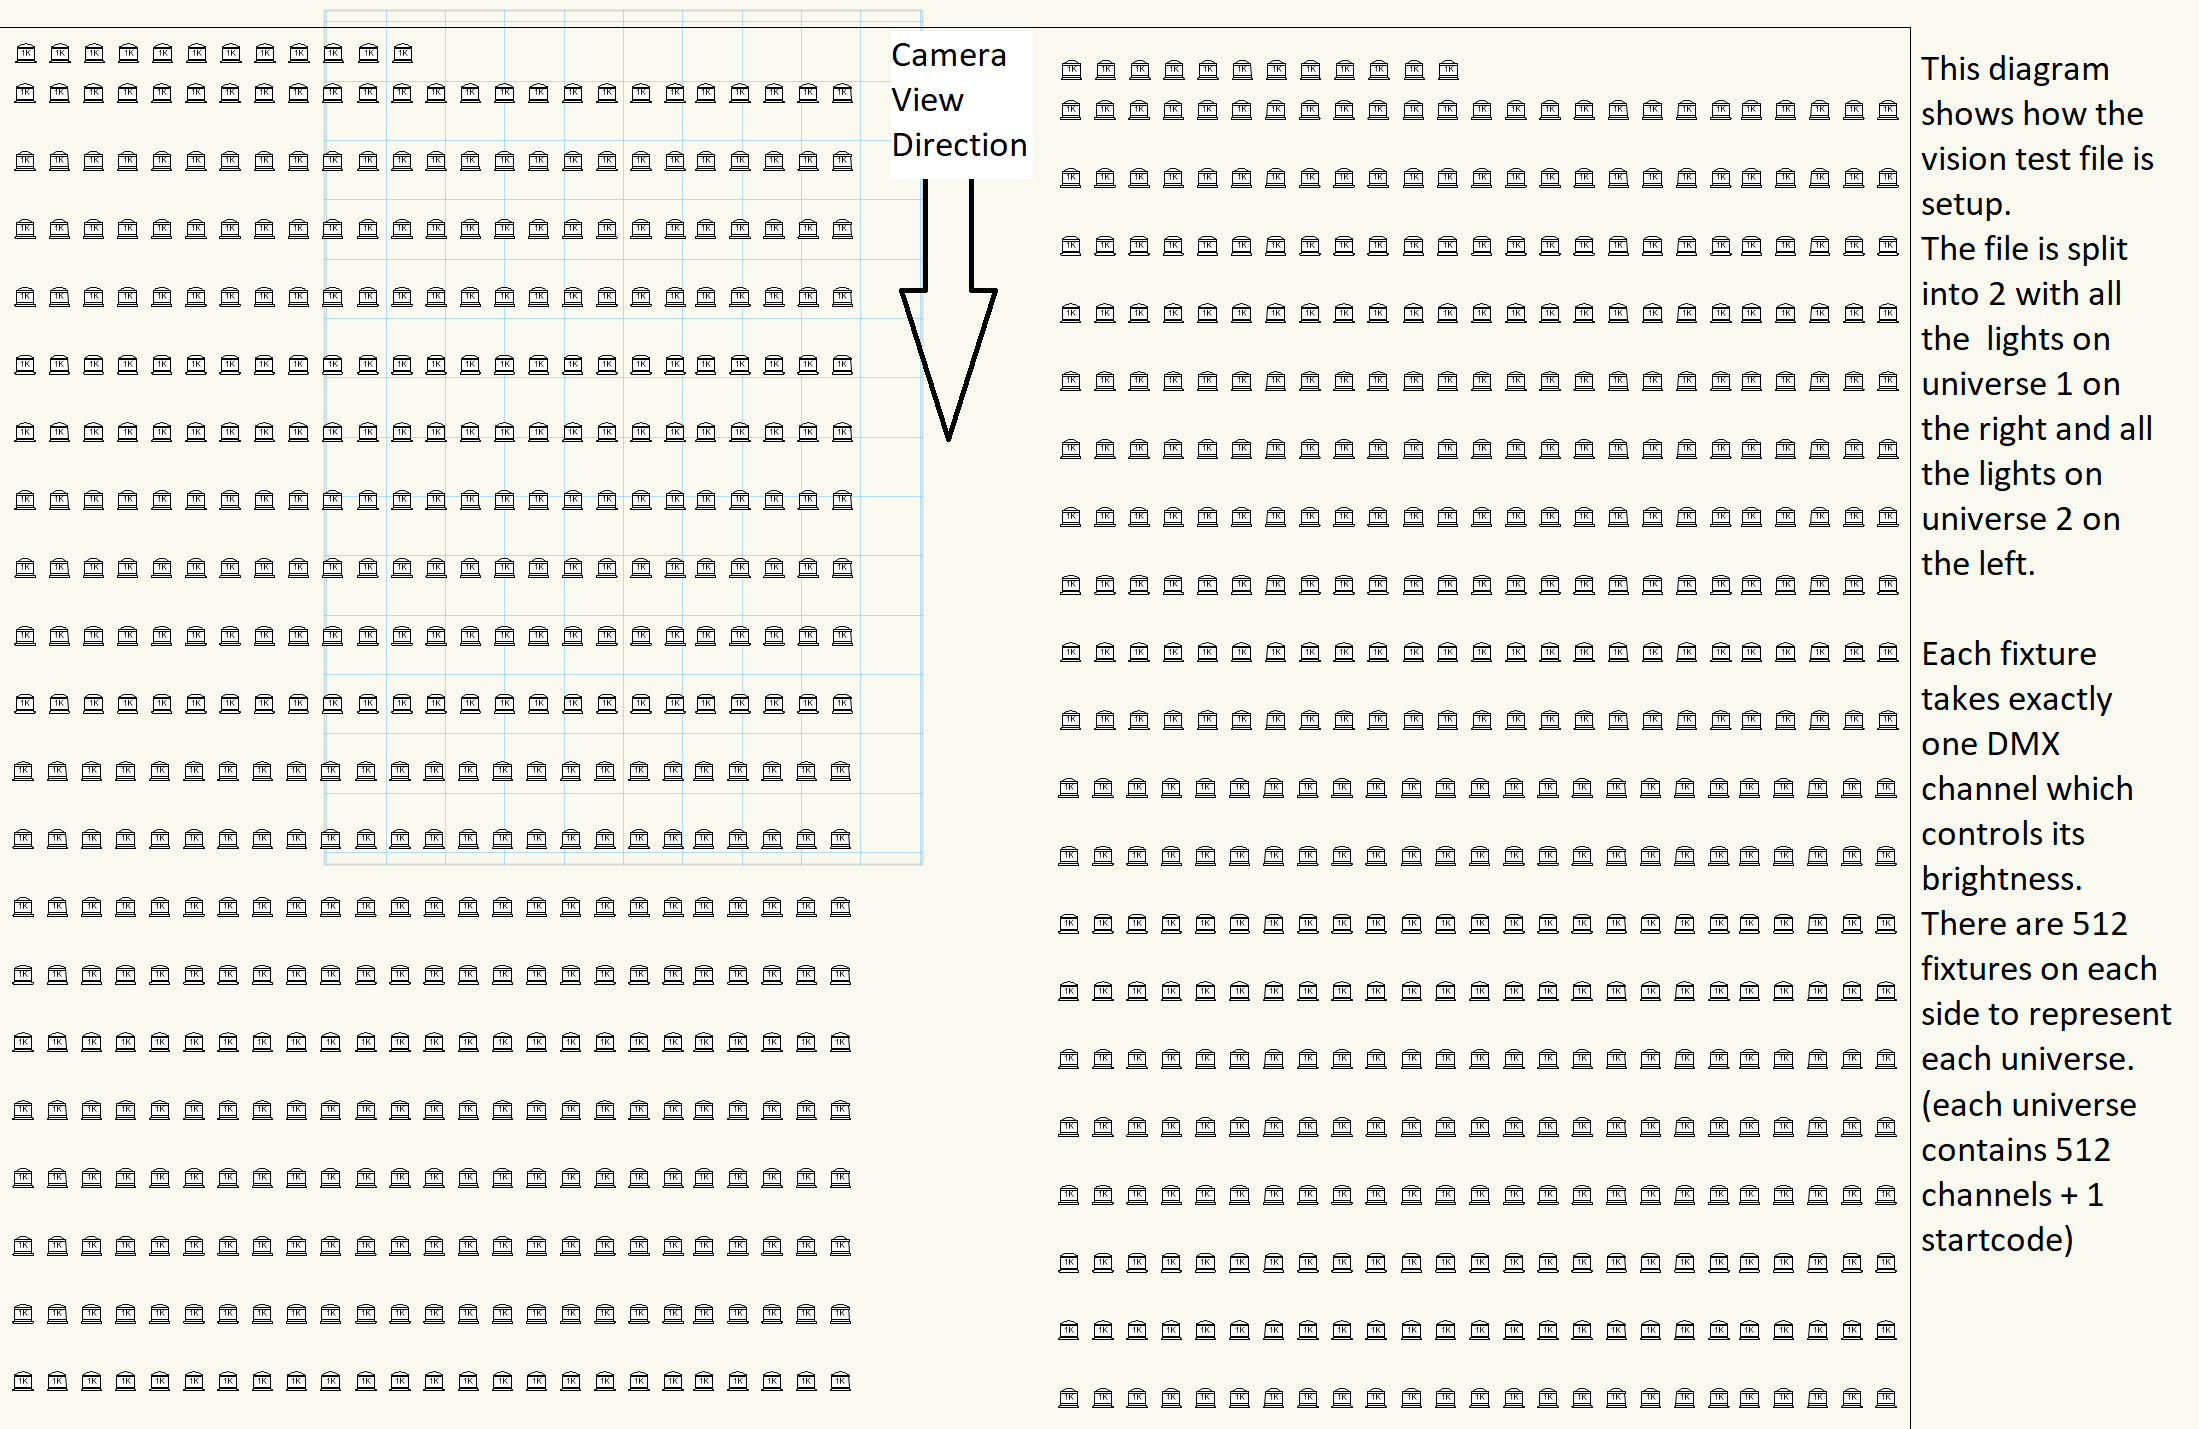 1K
Camera
View
Direction
This diagram
shows how the
vision test file is
setup.
The file is split
into 2 with all
the  lights on
universe 1 on
the right and all
the lights on
universe 2 on
the left.
Each fixture
takes exactly
one DMX
channel which
controls its
brightness.
There are 512
fixtures on each
side to represent
each universe.
(each universe
contains 512
channels + 1
startcode)